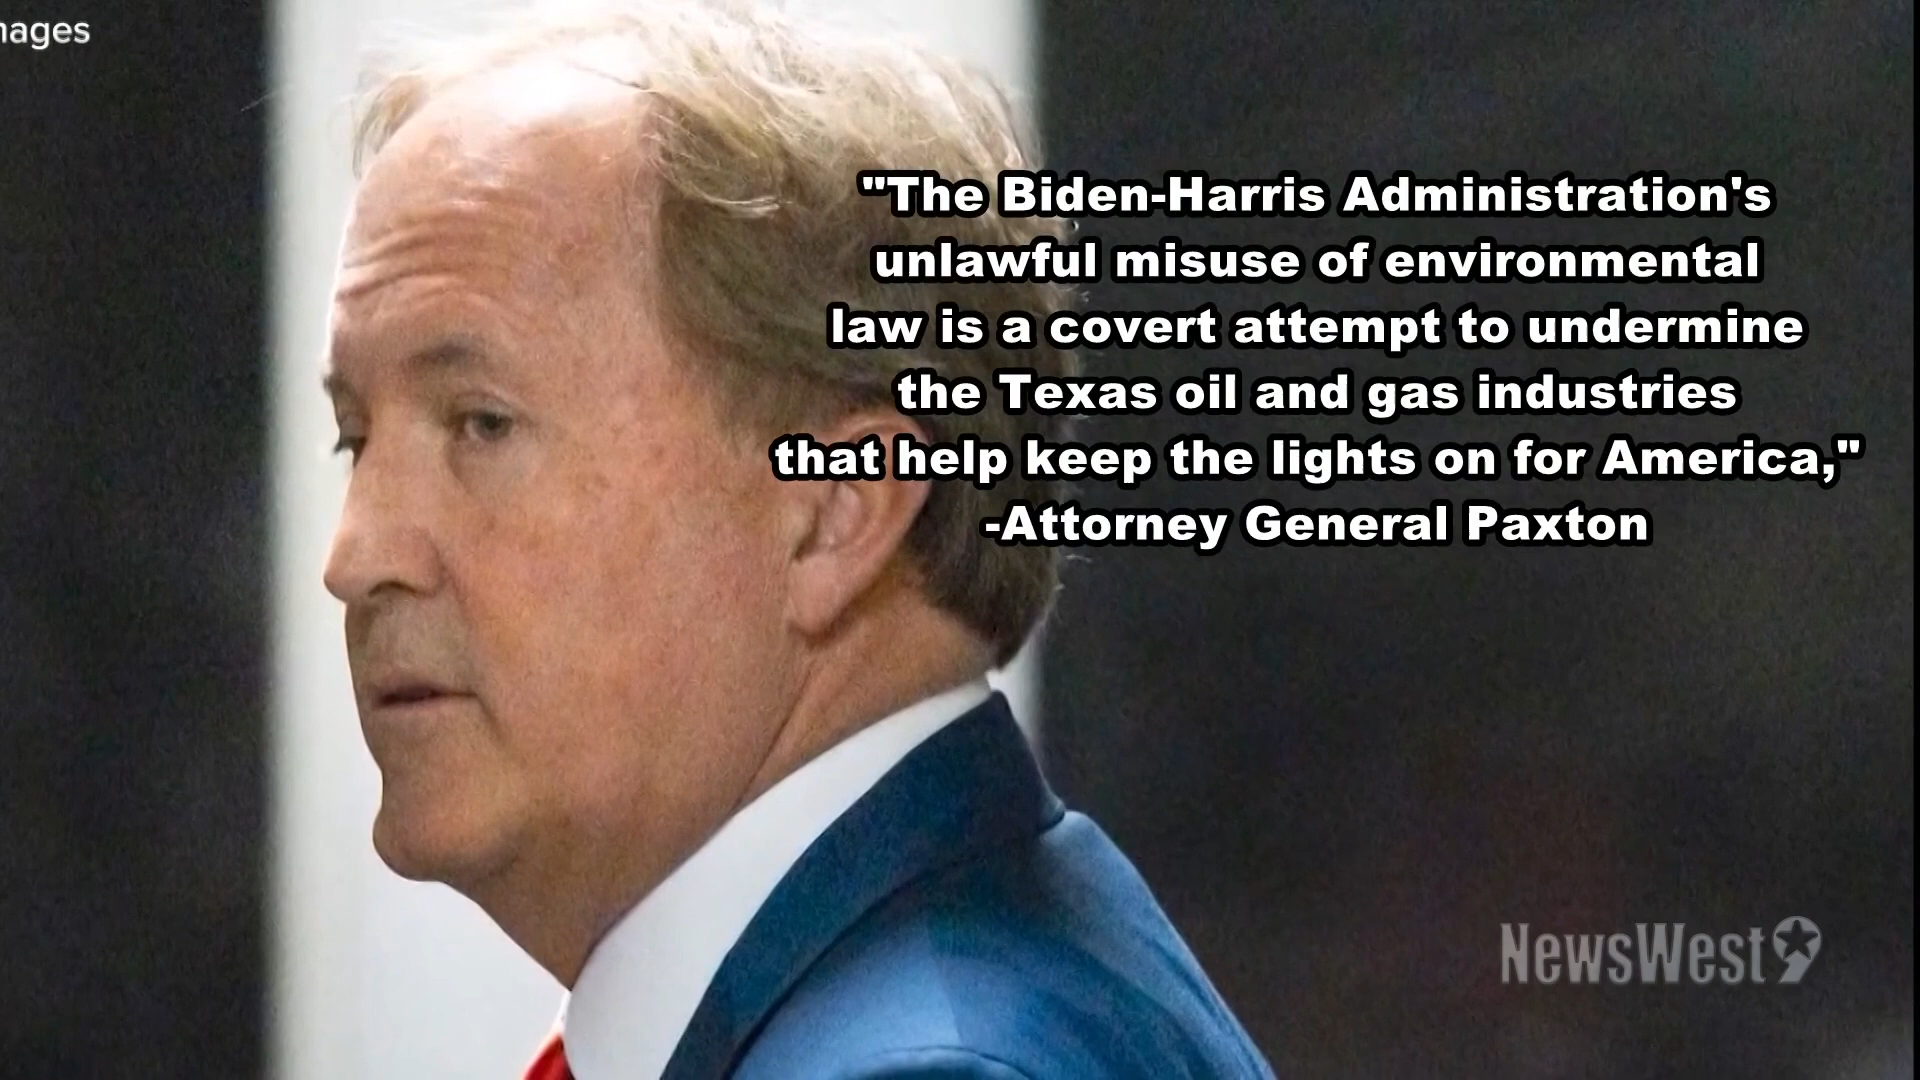 nages
"The Biden-Harris Administration's
unlawful misuse of environmental
law is a covert attempt to undermine
the Texas oil and gas industries
that help keep the lights on for America,"
-Attorney General Paxton
NewsWest 9